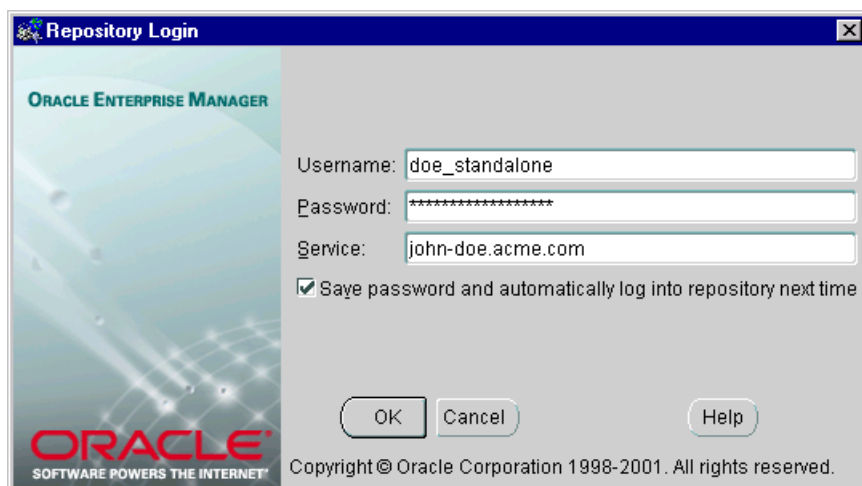 Repository Login
ORACLE ENTERPRISE MANAGER
Username: doe_standalone
Password: ******************
Service: john-doe.acme.com
Save password and automatically log into repository next time
OK Cancel Help
ORACLE
SOFTWARE POWERS THE INTERNET™
Copyright © Oracle Corporation 1998-2001. All rights reserved.